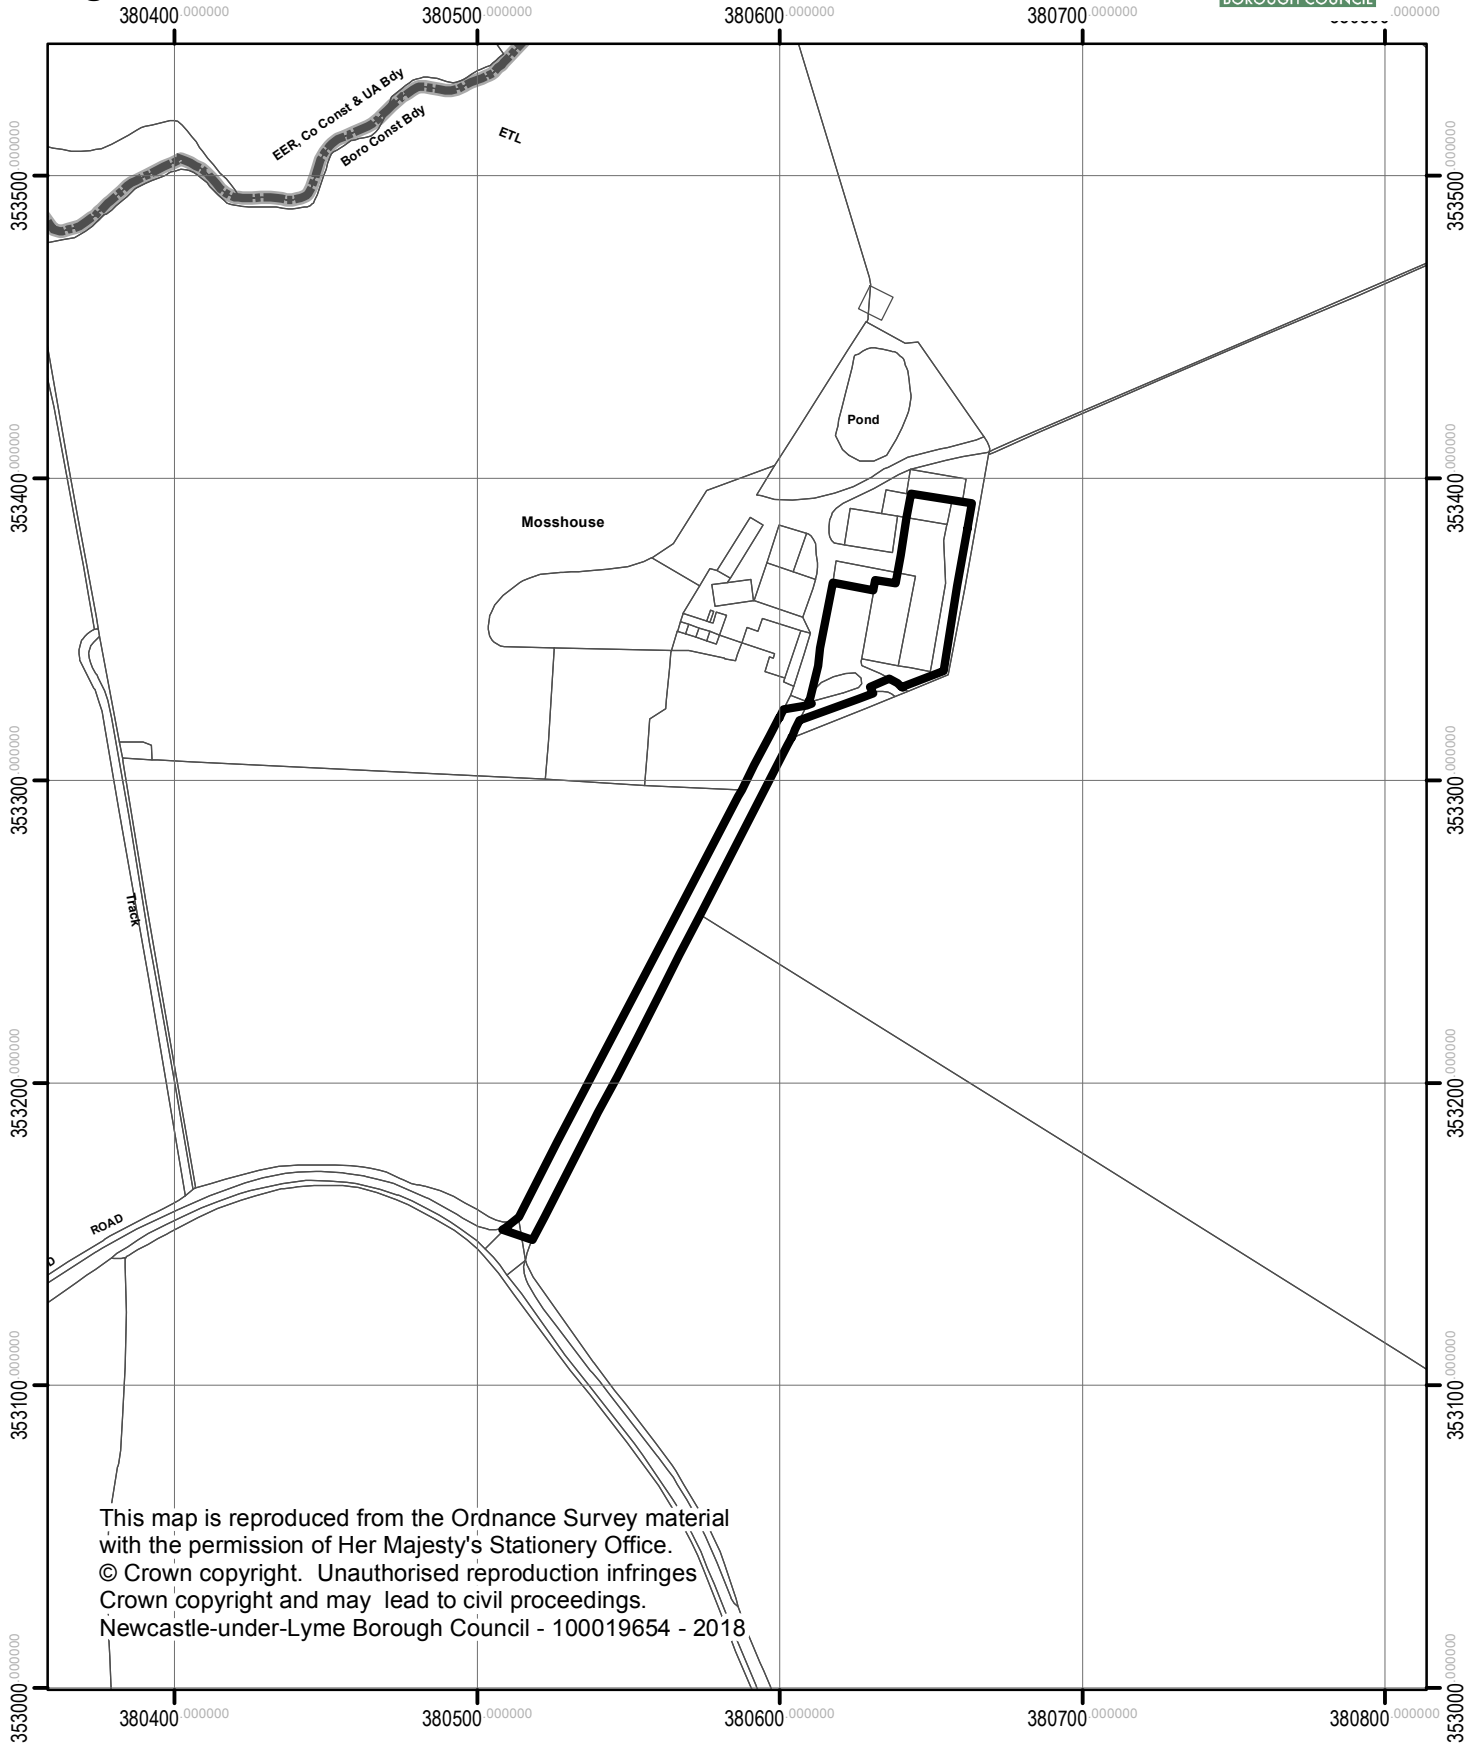 BOROUGH COUNCIL
380400.000000 380500.000000 380600.000000 380700.000000 .000000
EER, Co Const & UA Bdy
Boro Const Bdy
ETL
353500.000000 353500.000000
Pond
353400.000000 353400.000000
Mosshouse
353300.000000 353300.000000
Track
353200.000000 353200.000000
ROAD
353100.000000 353100.000000
This map is reproduced from the Ordnance Survey material
with the permission of Her Majesty's Stationery Office.
© Crown copyright. Unauthorised reproduction infringes
Crown copyright and may lead to civil proceedings.
Newcastle-under-Lyme Borough Council - 100019654 - 2018
353000.000000 353000.000000
380400.000000 380500.000000 380600.000000 380700.000000 380800.000000